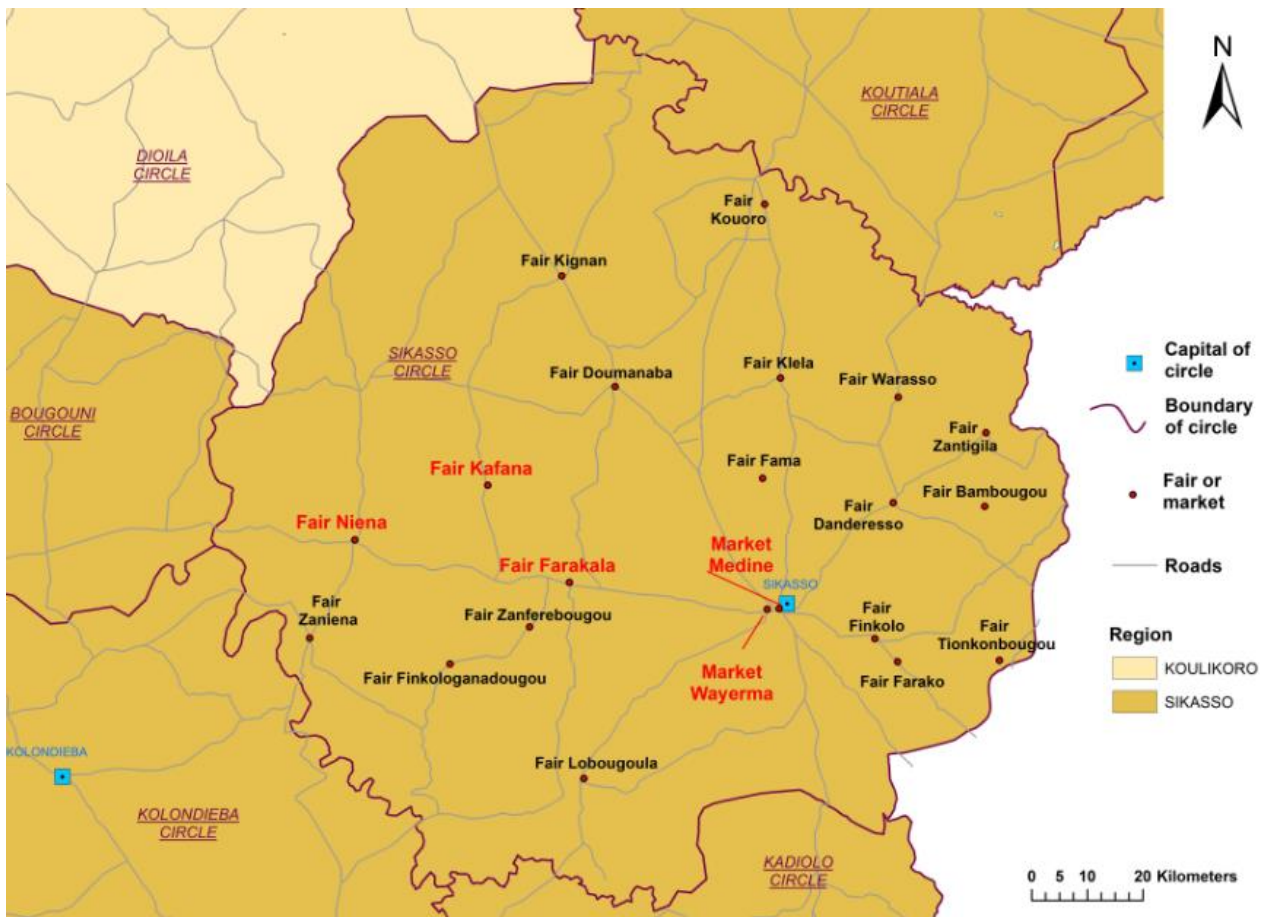 N
KOUTIALA
CIRCLE
DIOILA
CIRCLE
Fair
Kouoro
Fair Kignan
SIKASSO
CIRCLE
Fair Klela
Fair Doumanaba
Fair Warasso
BOUGOUNI
CIRCLE
Fair
Zantigila
Fair Kafana
Fair Fama
Fair Bambougou
Fair
Danderesso
Fair Niena
Market
Medine
Fair Farakala
SIKASSO
Fair
Zaniena
Fair Zanferebougou
Fair
Finkolo
Fair
Tionkonbougou
Fair Finkologanadougou
Market
Wayerma
Fair Farako
KOLONDIEBA
Fair Lobougoula
KOLONDIEBA
CIRCLE
KADIOLO
CIRCLE
Capital of
circle
Boundary
of circle
Fair or
market
Roads
Region
KOULIKORO
SIKASSO
0 5 10 20 Kilometers